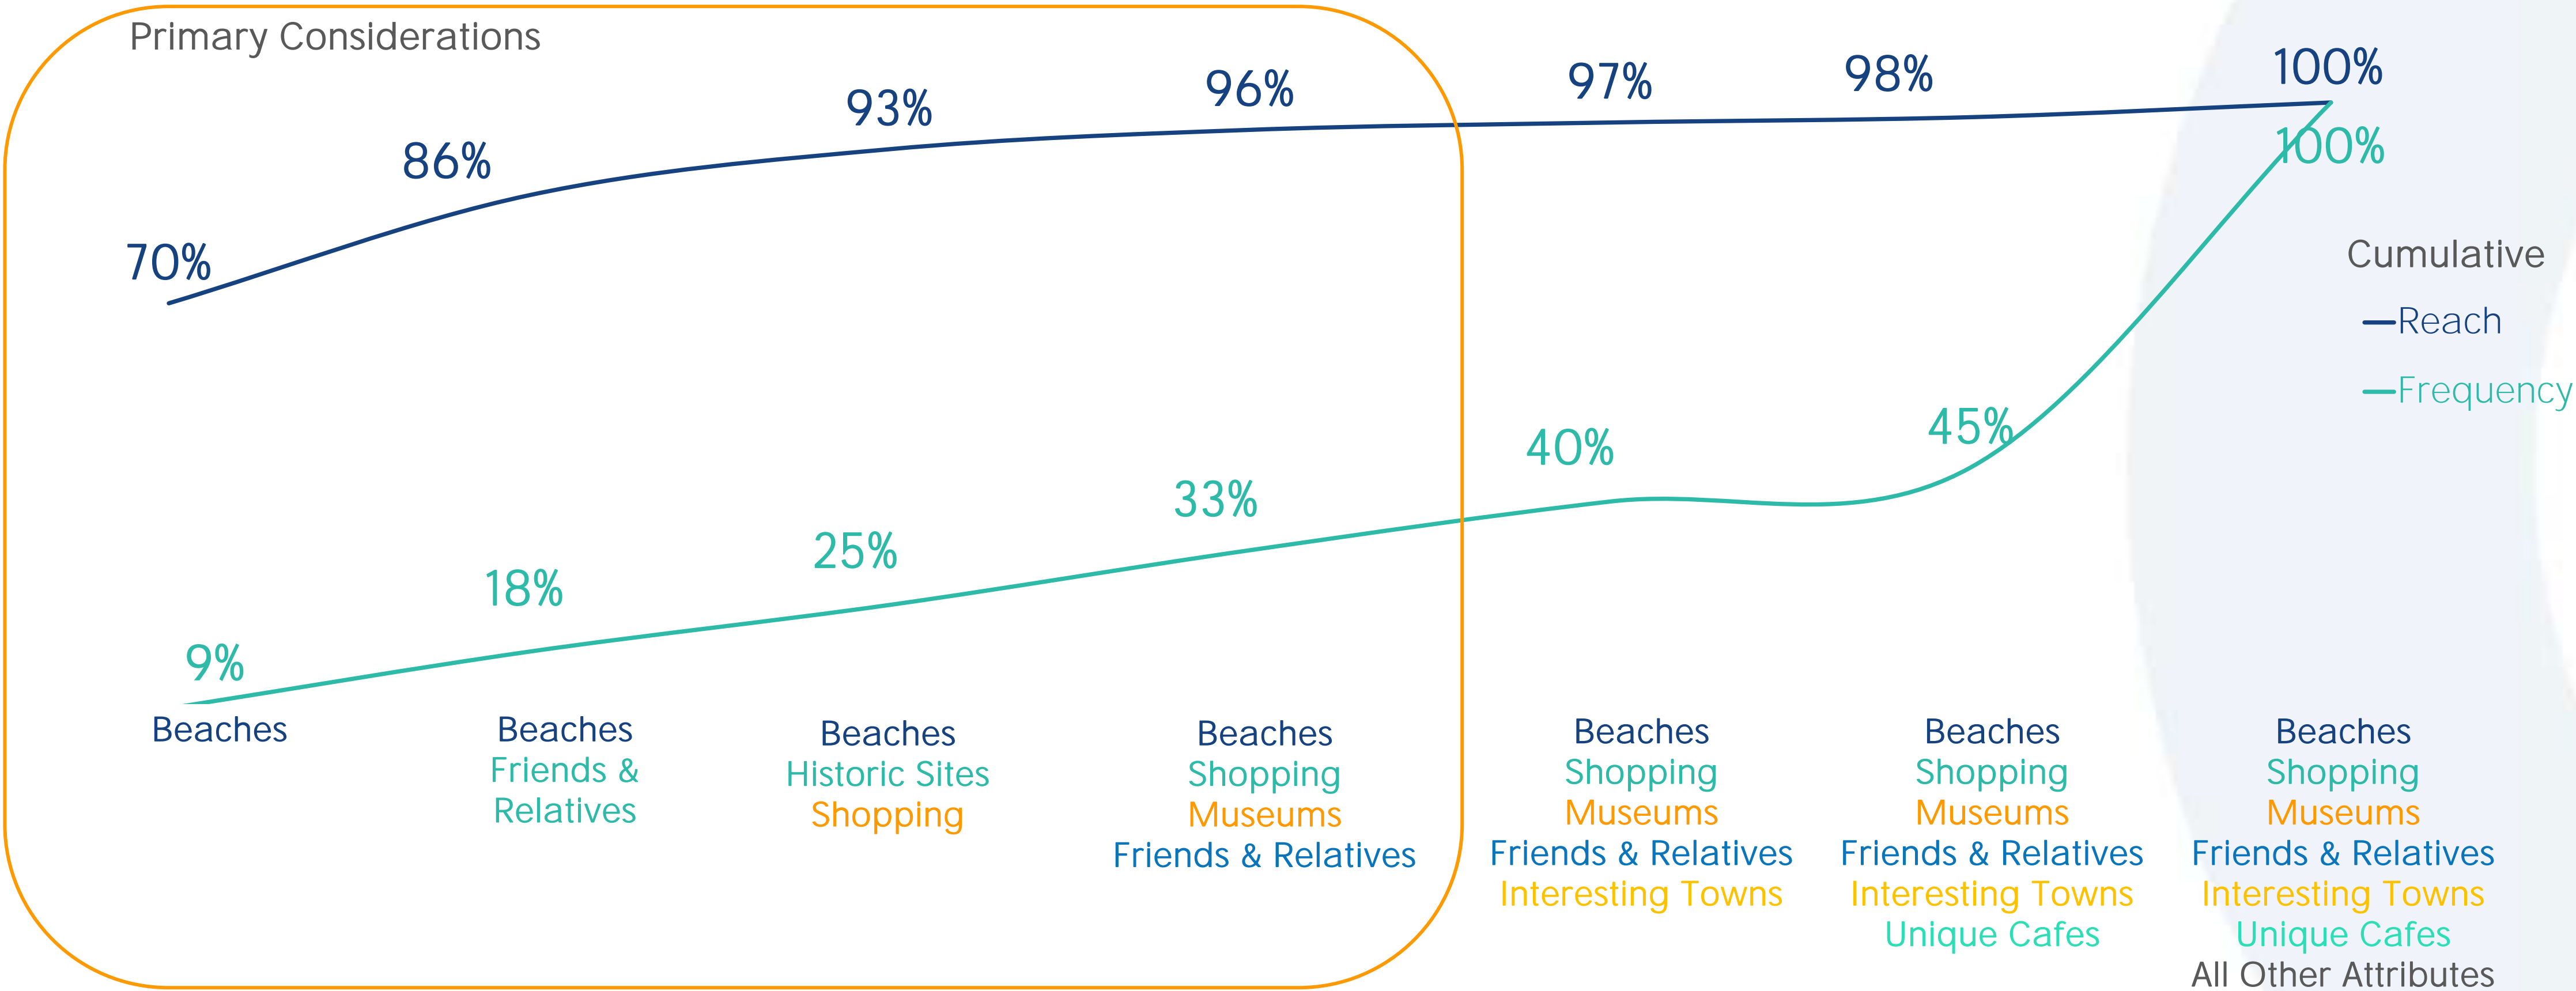 Primary Considerations
70%
86%
93%
96%
97%
98%
100%
100%
Cumulative
Reach
Frequency
9%
18%
25%
33%
40%
45%
Beaches
Beaches
Friends &
Relatives
Beaches
Historic Sites
Shopping
Beaches
Shopping
Museums
Friends & Relatives
Beaches
Shopping
Museums
Friends & Relatives
Interesting Towns
Beaches
Shopping
Museums
Friends & Relatives
Interesting Towns
Unique Cafes
Beaches
Shopping
Museums
Friends & Relatives
Interesting Towns
Unique Cafes
All Other Attributes